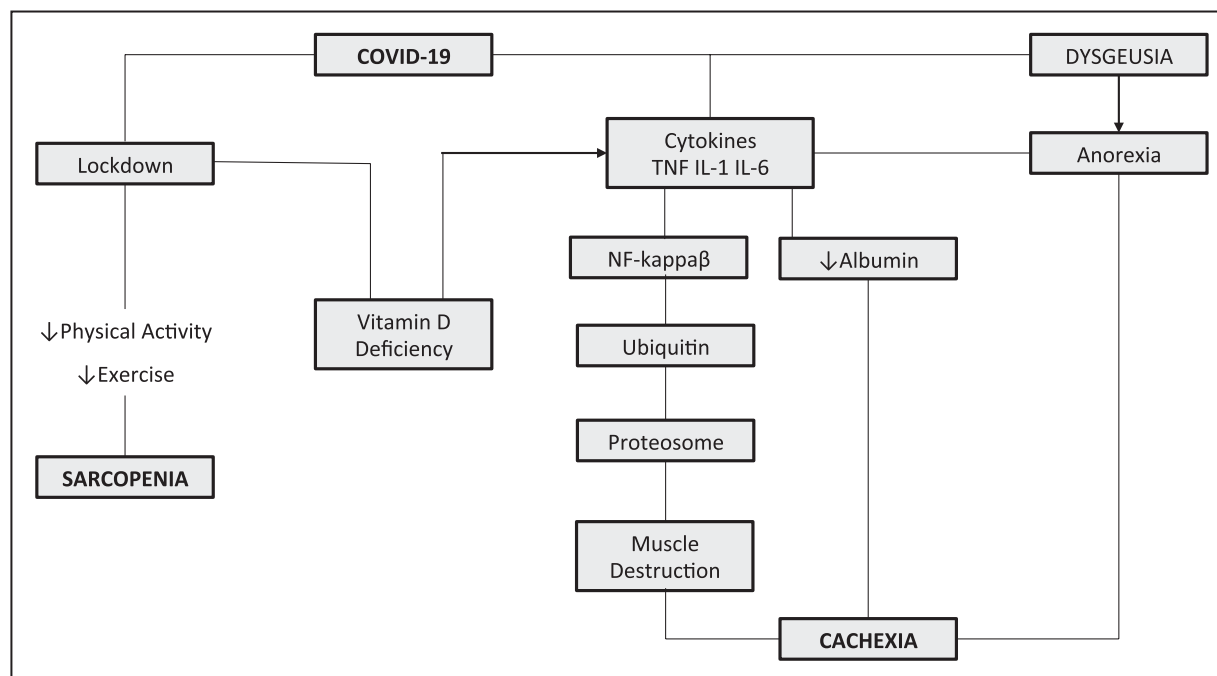 COVID-19
DYSGEUSIA
Lockdown
Cytokines
TNF IL-1 IL-6
Anorexia
NF-kappaβ
↓Albumin
Vitamin D
Deficiency
↓Physical Activity
↓Exercise
Ubiquitin
Proteosome
SARCOPENIA
Muscle
Destruction
CACHEXIA